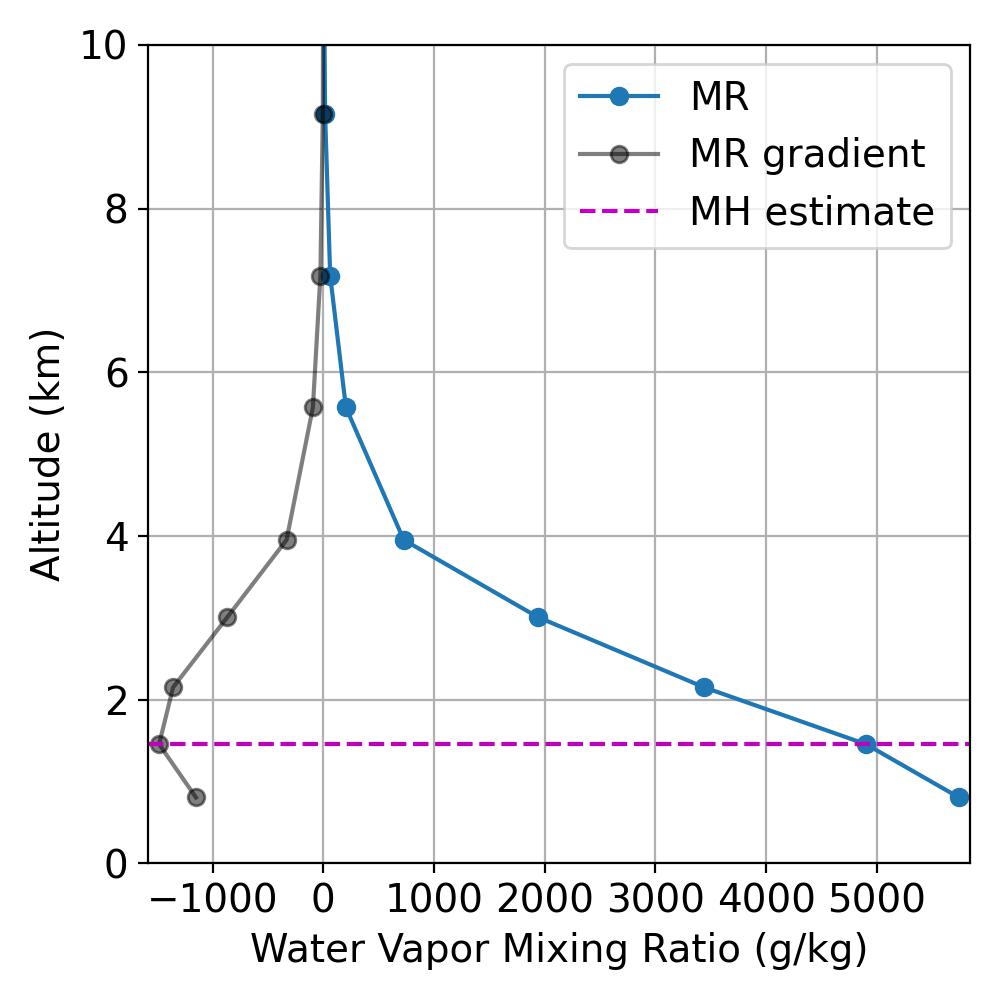 10
8
6
4
2
0
Altitude (km)
MR
MR gradient
MH estimate
−1000 0 1000 2000 3000 4000 5000
Water Vapor Mixing Ratio (g/kg)